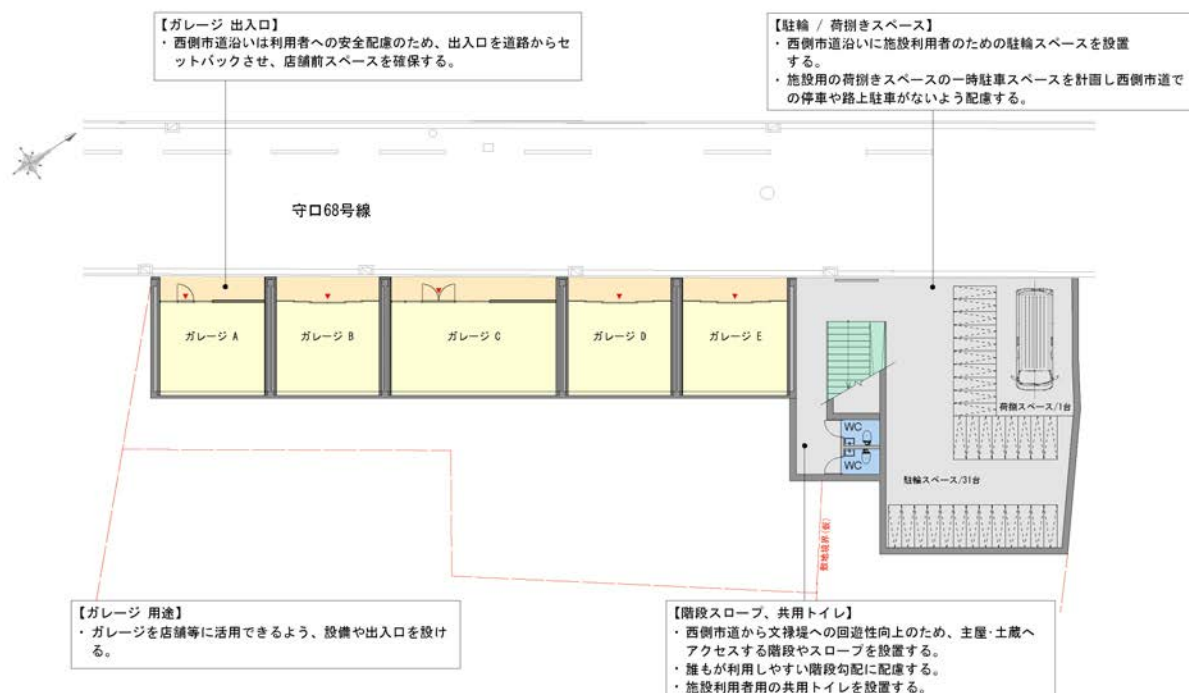 【ガレージ 出入口】
・西側市道沿いは利用者への安全配慮のため、出入口を道路からセ
ットバックさせ、店舗前スペースを確保する。
【駐輪 / 荷捌きスペース】
・西側市道沿いに施設利用者のための駐輪スペースを設置
する。
・施設用の荷捌きスペースの一時駐車スペースを計画し西側市道で
の停車や路上駐車がないよう配慮する。
守口68号線
ガレージ A
ガレージ B
ガレージ C
ガレージ D
ガレージ E
荷捌スペース/1台
WC
WC
駐輪スペース/31台
敷地境界(仮)
【ガレージ 用途】
・ガレージを店舗等に活用できるよう、設備や出入口を設け
る。
【階段スロープ、共用トイレ】
・西側市道から文禄堤への回遊性向上のため、主屋・土蔵へ
アクセスする階段やスロープを設置する。
・誰もが利用しやすい階段勾配に配慮する。
・施設利用者用の共用トイレを設置する。